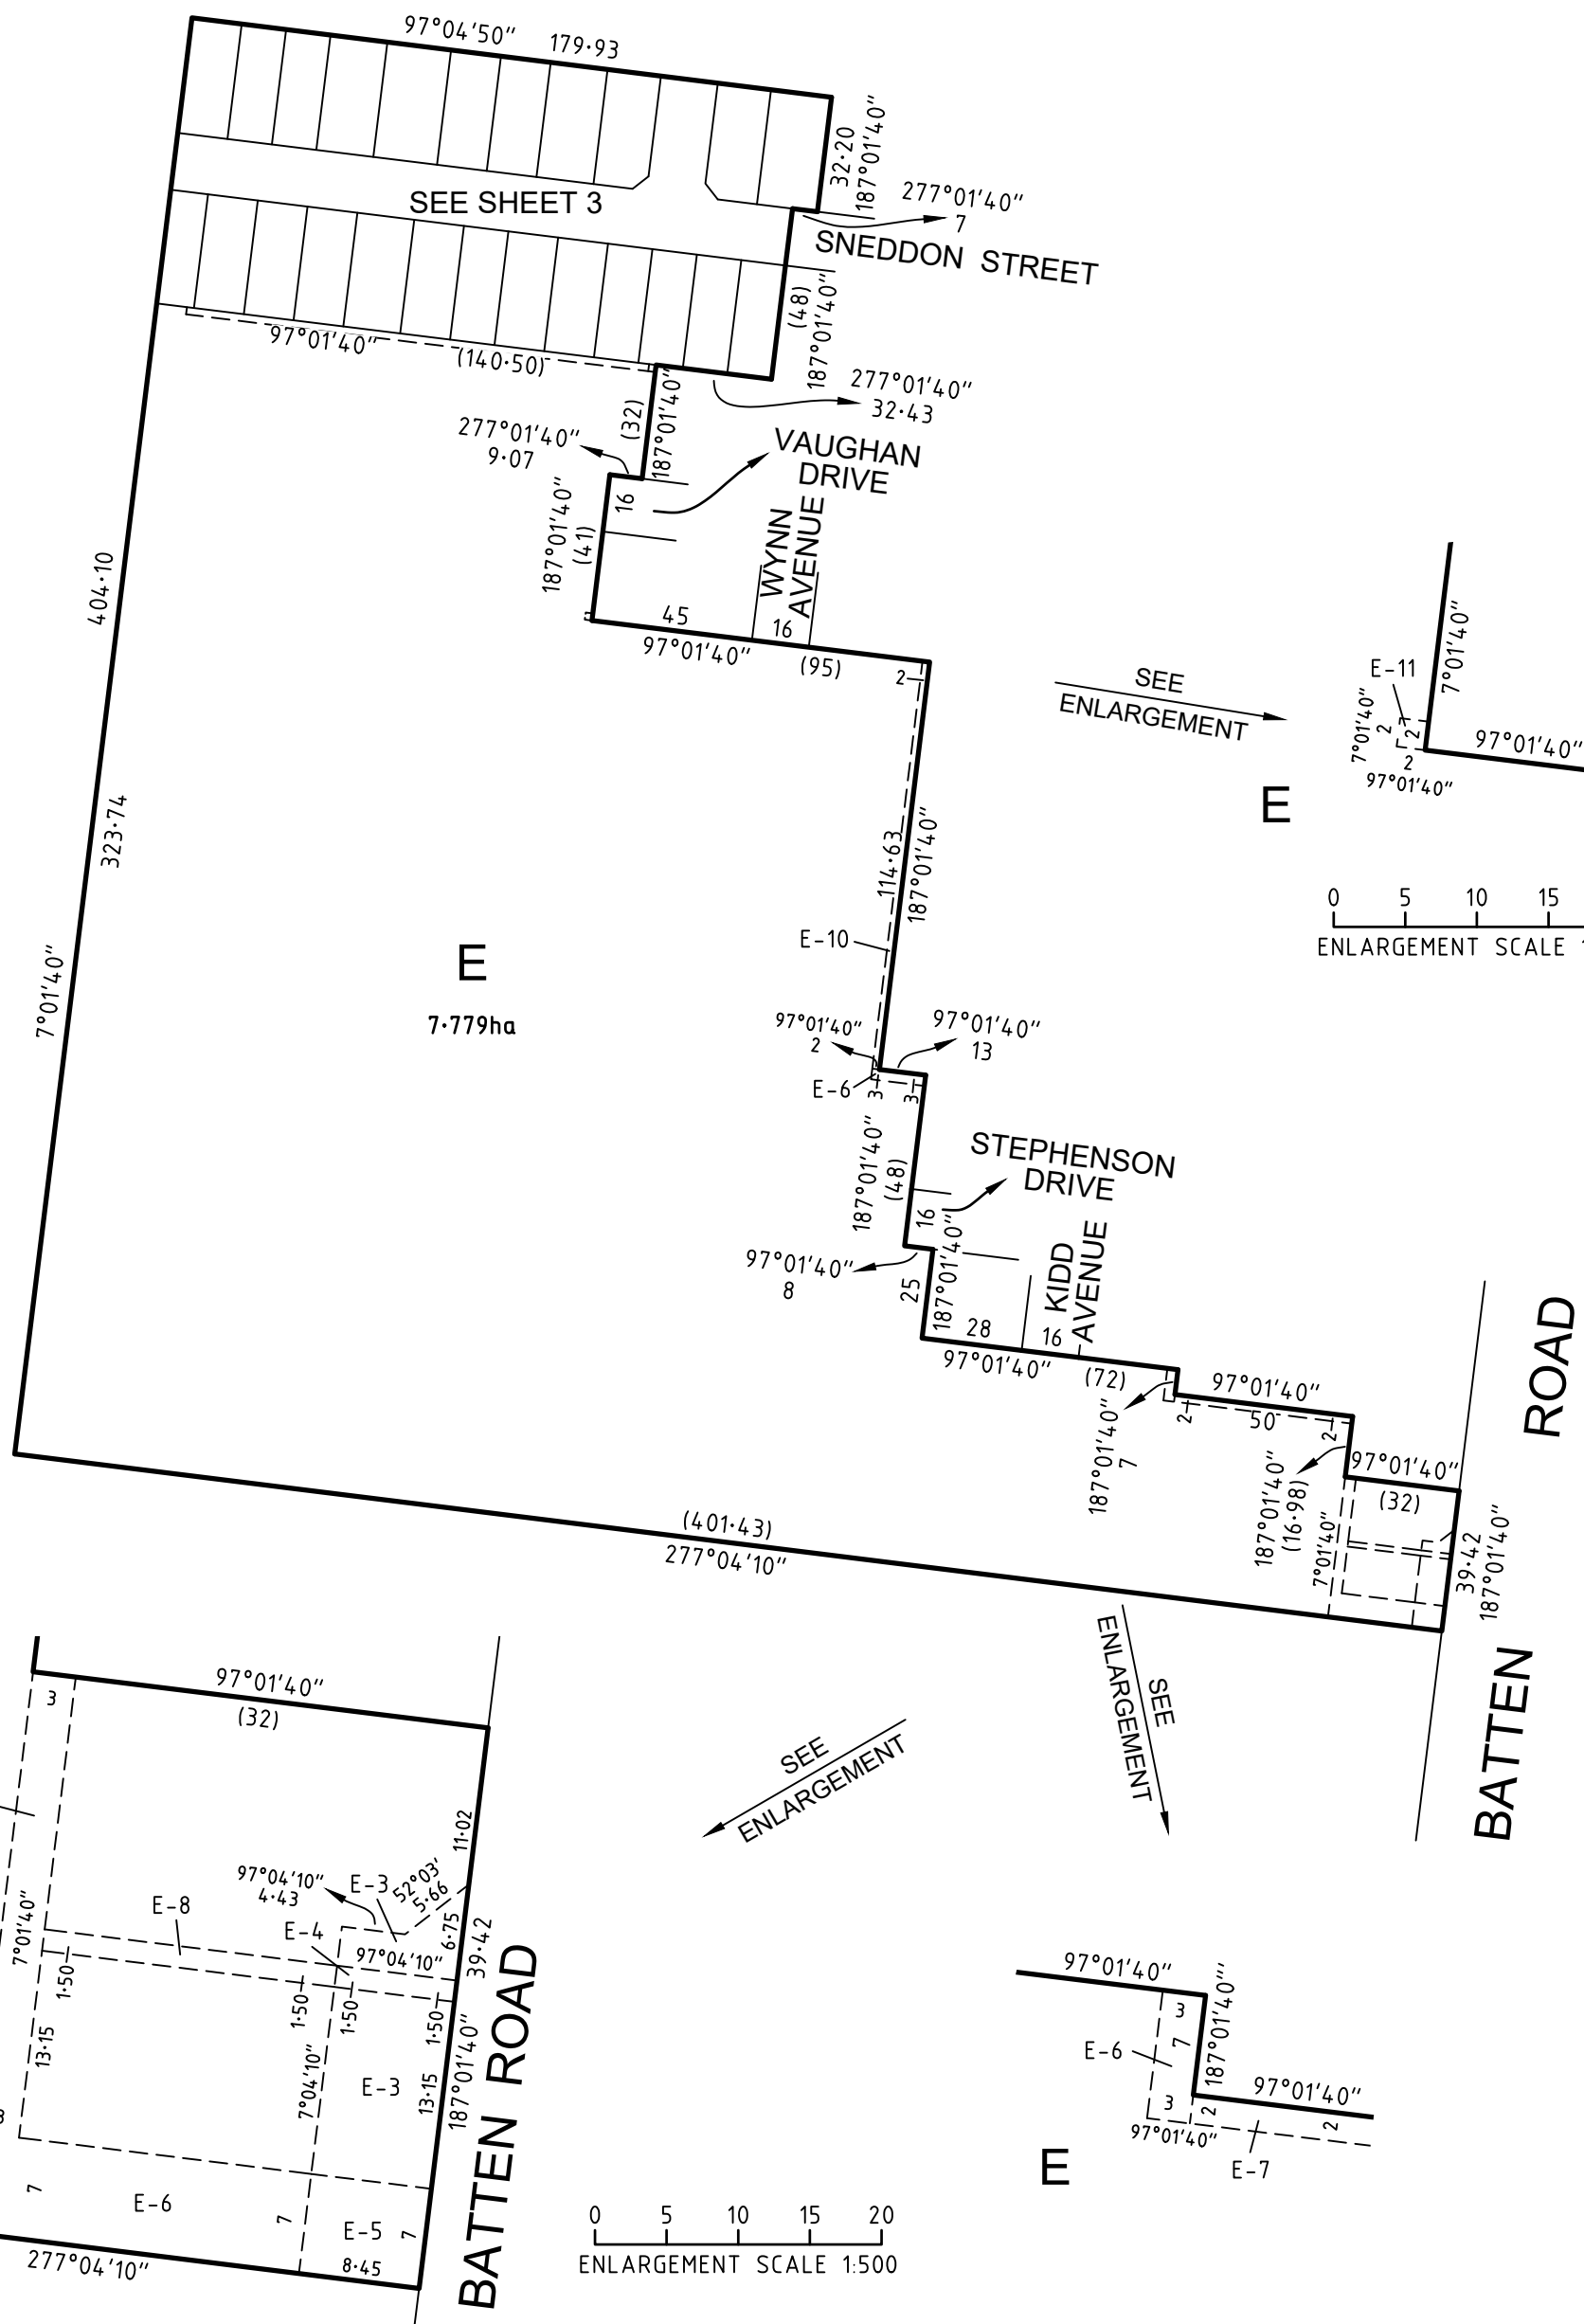 97°04'50" 179·93
32·20
187°01'40"
277°01'40"
7
SEE SHEET 3
SNEDDON STREET
(48)
187°01'40"
97°01'40" (140·50)
277°01'40"
32·43
(32)
187°01'40"
277°01'40"
9·07
VAUGHAN
DRIVE
16
187°01'40"
(41)
WYNN
AVENUE
404·10
45
16
97°01'40" (95)
2
SEE
ENLARGEMENT
E-11
7°01'40"
7°01'40"
2
2
2
97°01'40"
97°01'40"
E
323·74
114·63
187°01'40"
0 5 10 15
ENLARGEMENT SCALE
E-10
E
7·779ha
7°01'40"
97°01'40"
2
97°01'40"
13
E-6
3
3
187°01'40"
(48)
STEPHENSON
DRIVE
16
187°01'40"
KIDD
AVENUE
97°01'40"
8
25
28
16
97°01'40" (72)
ROAD
97°01'40"
2
50
2
187°01'40"
7
97°01'40"
(32)
187°01'40"
(16·98)
7°01'40"
39·42
187°01'40"
(401·43)
277°04'10"
SEE
ENLARGEMENT
BATTEN
SEE
ENLARGEMENT
97°01'40"
(32)
3
11·02
97°04'10"
4·43
E-3
52°03'
5·66
E-8
E-4
6·75
97°04'10"
39·42
7°01'40"
1·50
1·50
1·50
1·50
13·15
7°04'10"
E-3
13·15
187°01'40"
BATTEN ROAD
7
E-6
7
E-5
7
277°04'10"
8·45
0 5 10 15 20
ENLARGEMENT SCALE 1:500
97°01'40"
3
7
187°01'40"
E-6
97°01'40"
3
2
2
97°01'40"
E-7
E